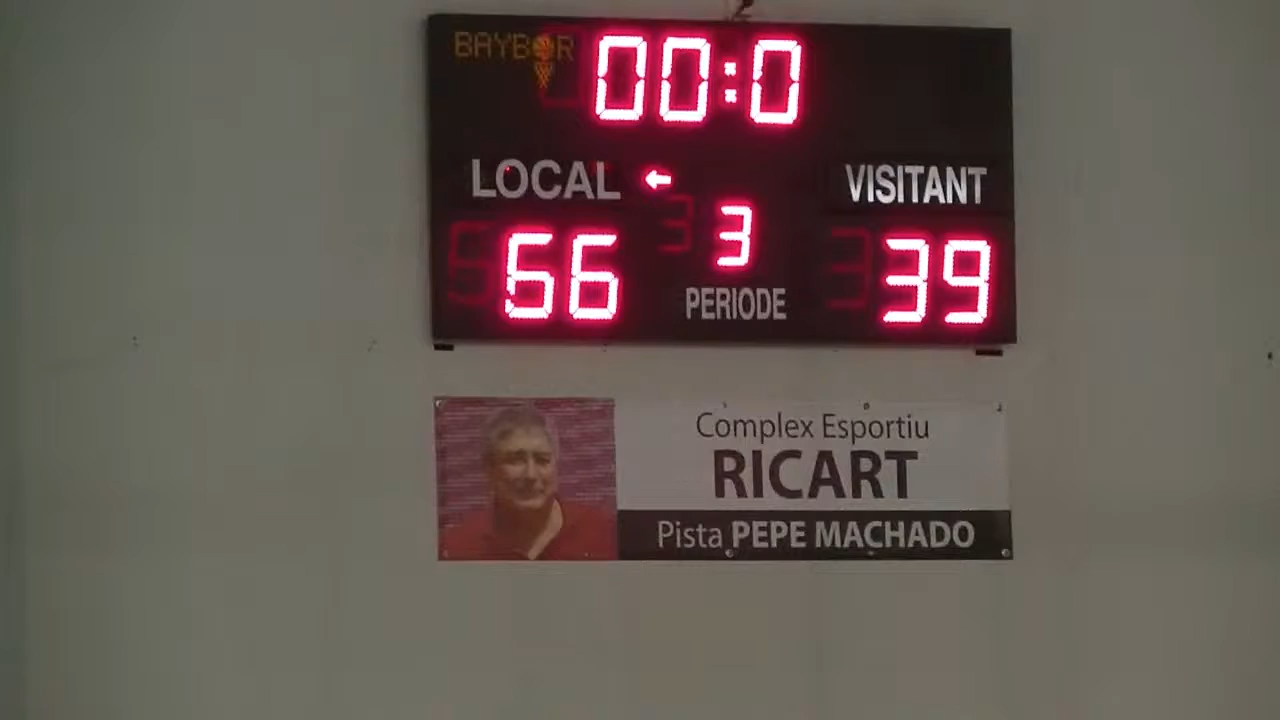 BAYBOR
00:0
LOCAL ← VISITANT
3
56 39
PERIODE
Complex Esportiu
RICART
Pista PEPE MACHADO